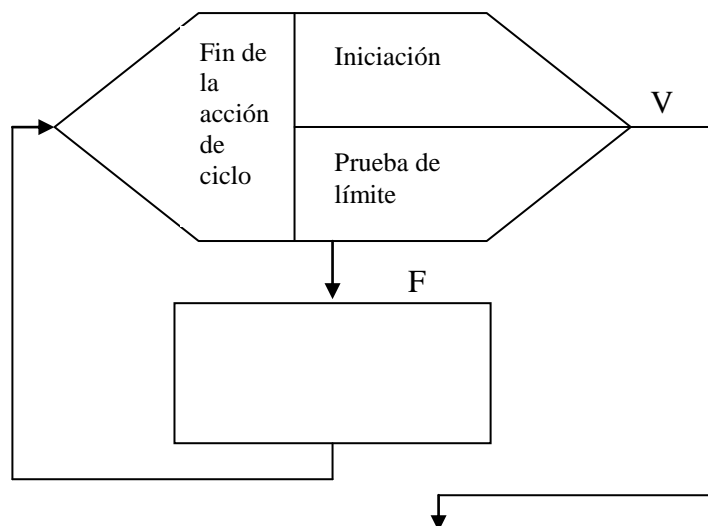 Fin de
la
acción
de
ciclo
Iniciación
Prueba de
límite
V
F